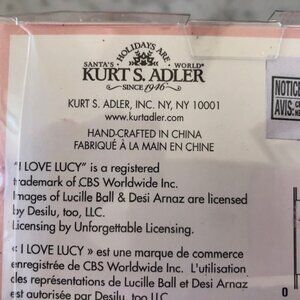 HOLIDAYS ARE
SANTA'S WORLD
KURT S. ADLER
SINCE 1946
KURT S. ADLER, INC. NY, NY 10001
www.kurtadler.com
HAND-CRAFTED IN CHINA
FABRIQUÉ À LA MAIN EN CHINE
NOTICE
AVIS:
"I LOVE LUCY" is a registered
trademark of CBS Worldwide Inc.
Images of Lucille Ball & Desi Arnaz are licensed
by Desilu, too, LLC.
Licensing by Unforgettable Licensing.
« I LOVE LUCY » est une marque de commerce
enregistrée de CBS Worldwide Inc. L'utilisation
des représentations de Lucille Ball et Desi Arnaz
est autorisée par Desilu, too LLC.
0